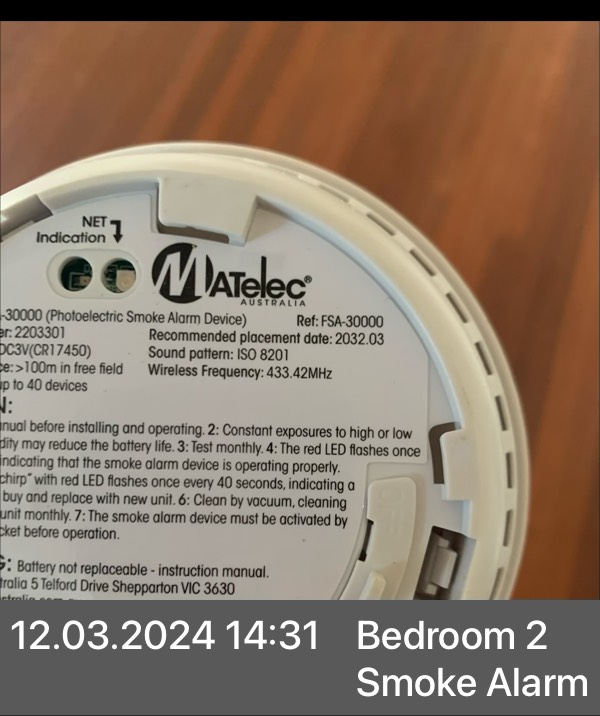 NET
Indication
MATelec®
AUSTRALIA
-30000 (Photoelectric Smoke Alarm Device) Ref: FSA-30000
er: 2203301 Recommended placement date: 2032.03
DC3V(CR17450) Sound pattern: ISO 8201
ce:>100m in free field Wireless Frequency: 433.42MHz
up to 40 devices
N:
anual before installing and operating. 2: Constant exposures to high or low
dity may reduce the battery life. 3: Test monthly. 4: The red LED flashes once
indicating that the smoke alarm device is operating properly.
chirp" with red LED flashes once every 40 seconds, indicating a
buy and replace with new unit. 6: Clean by vacuum, cleaning
unit monthly. 7: The smoke alarm device must be activated by
cket before operation.
G: Battery not replaceable - instruction manual.
tralia 5 Telford Drive Shepparton VIC 3630
OFF
12.03.2024 14:31 Bedroom 2
Smoke Alarm